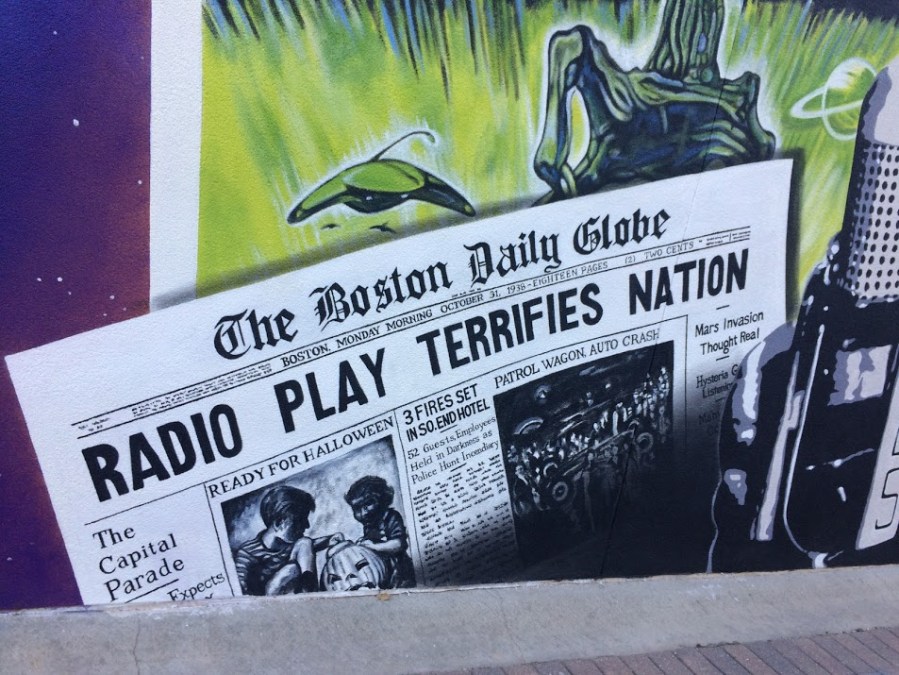 The Boston Daily Globe
BOSTON, MONDAY MORNING OCTOBER 31, 1938-EIGHTEEN PAGES (2) TWO CENTS
RADIO PLAY TERRIFIES NATION
The
Capital
Parade
Expects
READY FOR HALLOWEEN
3 FIRES SET
IN SO. END HOTEL
52 Guests, Employees
Held in Darkness as
Police Hunt Incendiary
PATROL WAGON, AUTO CRASH
Mars Invasion
Thought Real
Hysteria